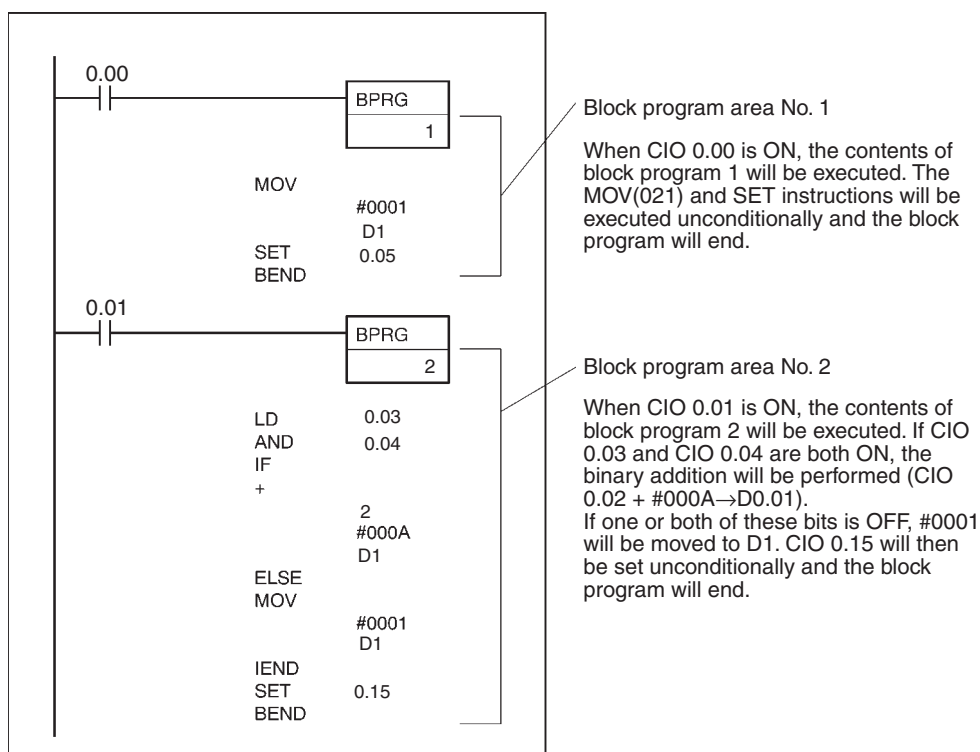 0.00
BPRG
1
MOV
#0001
D1
SET 0.05
BEND
Block program area No. 1
When CIO 0.00 is ON, the contents of
block program 1 will be executed. The
MOV(021) and SET instructions will be
executed unconditionally and the block
program will end.
0.01
BPRG
2
LD 0.03
AND 0.04
IF
+
2
#000A
D1
ELSE
MOV
#0001
D1
IEND
SET 0.15
BEND
Block program area No. 2
When CIO 0.01 is ON, the contents of
block program 2 will be executed. If CIO
0.03 and CIO 0.04 are both ON, the
binary addition will be performed (CIO
0.02 + #000A→D0.01).
If one or both of these bits is OFF, #0001
will be moved to D1. CIO 0.15 will then
be set unconditionally and the block
program will end.